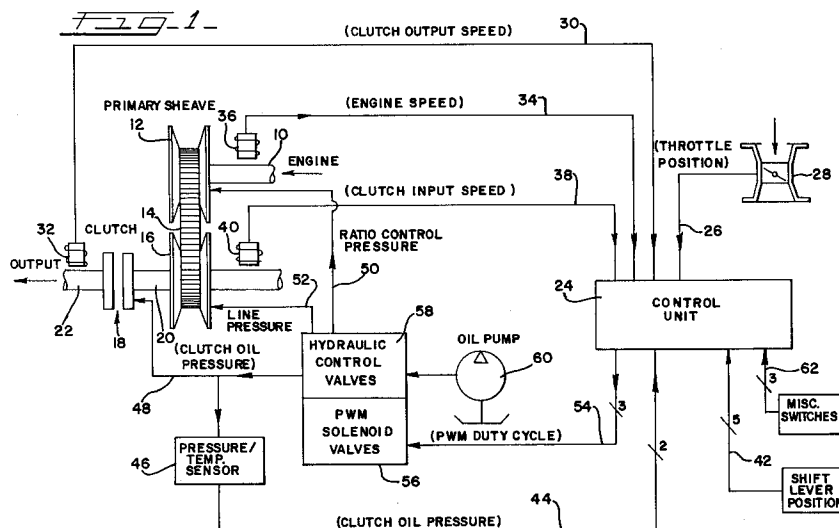 Fig-1
(CLUTCH OUTPUT SPEED)
30
PRIMARY SHEAVE
12
36
(ENGINE SPEED)
34
10
ENGINE
(THROTTLE
POSITION)
28
14
(CLUTCH INPUT SPEED)
38
CLUTCH
16
40
32
RATIO CONTROL
PRESSURE
26
OUTPUT
52
50
24
CONTROL
UNIT
22
18
20
LINE
PRESSURE
58
OIL PUMP
(CLUTCH OIL
PRESSURE)
HYDRAULIC
CONTROL
VALVES
60
62
3
48
54
3
5
MISC.
SWITCHES
PWM
SOLENOID
VALVES
(PWM DUTY CYCLE)
2
42
46
PRESSURE/
TEMP.
SENSOR
56
SHIFT
LEVER
POSITION
(CLUTCH OIL PRESSURE)
44